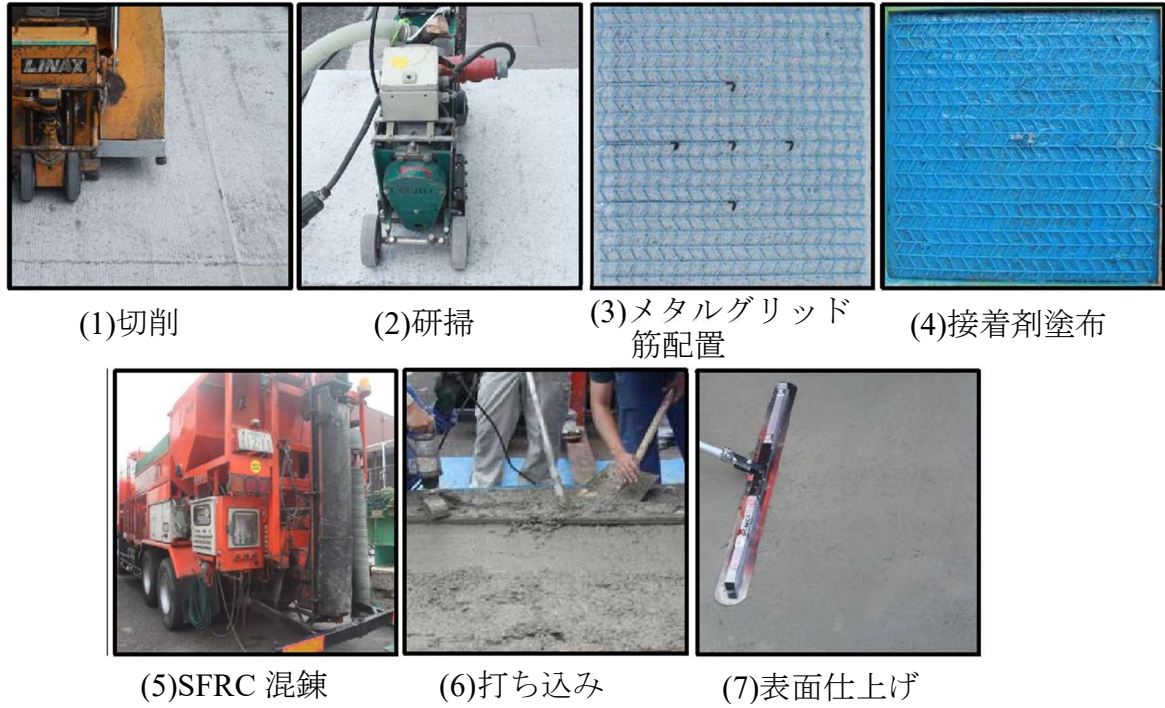 LINAX
(1)切削
(2)研掃
(3)メタルグリッド
筋配置
(4)接着剤塗布
(5)SFRC 混錬
(6)打ち込み
(7)表面仕上げ